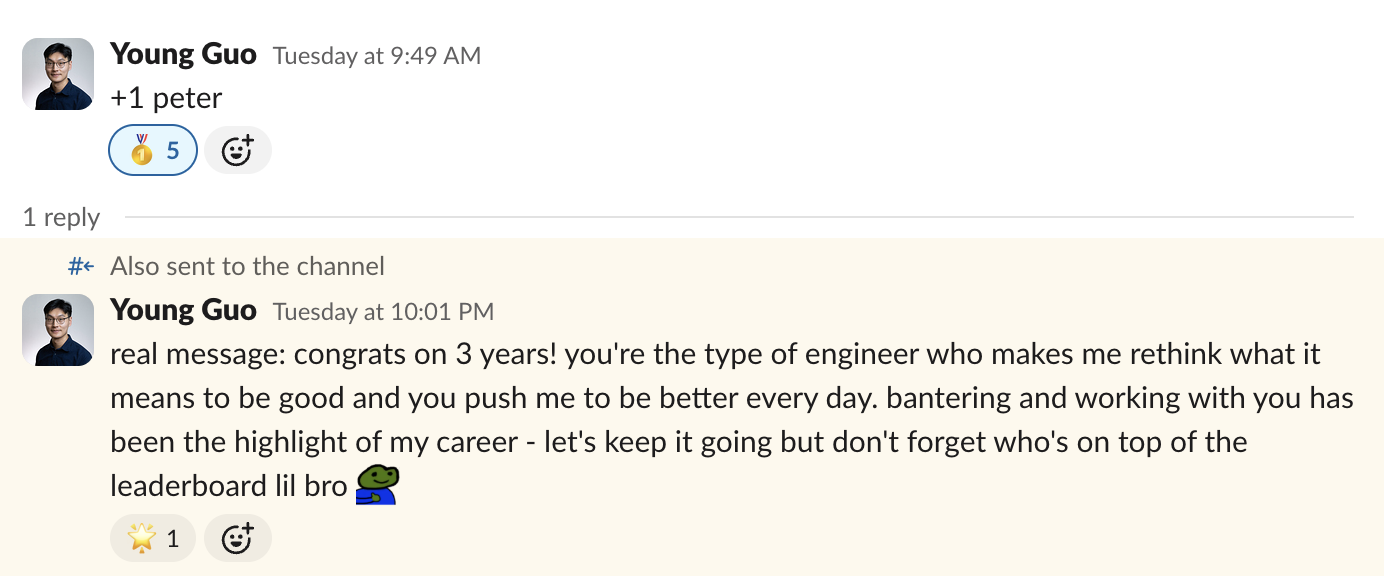 Young Guo Tuesday at 9:49 AM
+1 peter
5
1 reply
Also sent to the channel
Young Guo Tuesday at 10:01 PM
real message: congrats on 3 years! you're the type of engineer who makes me rethink what it
means to be good and you push me to be better every day. bantering and working with you has
been the highlight of my career - let's keep it going but don't forget who's on top of the
leaderboard lil bro
1